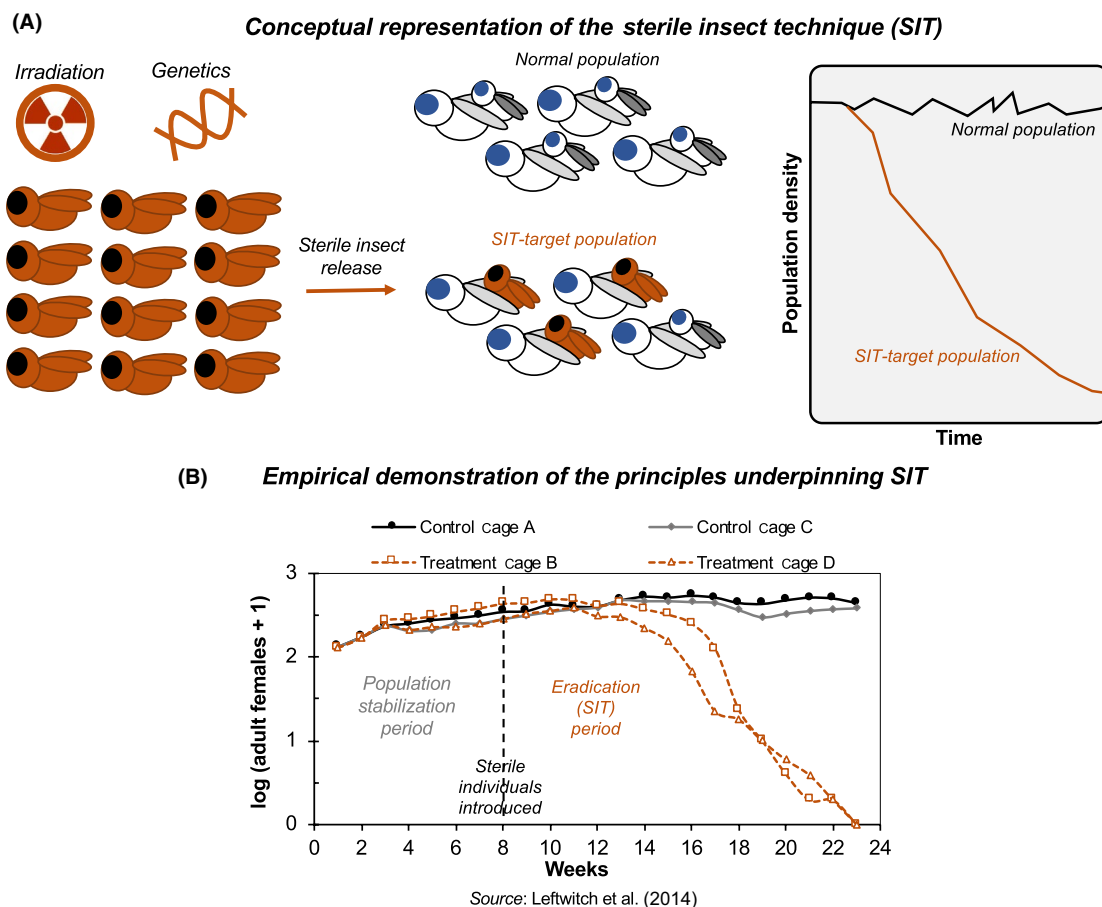 (A)
Conceptual representation of the sterile insect technique (SIT)
Irradiation
Genetics
Normal population
Sterile insect
release
SIT-target population
Population density
Normal population
SIT-target population
Time
(B)
Empirical demonstration of the principles underpinning SIT
Control cage A
Control cage C
Treatment cage B
Treatment cage D
log (adult females + 1)
3
2
1
0
Population
stabilization
period
Eradication
(SIT)
period
Sterile
individuals
introduced
0 2 4 6 8 10 12 14 16 18 20 22 24
Weeks
Source: Leftwitch et al. (2014)